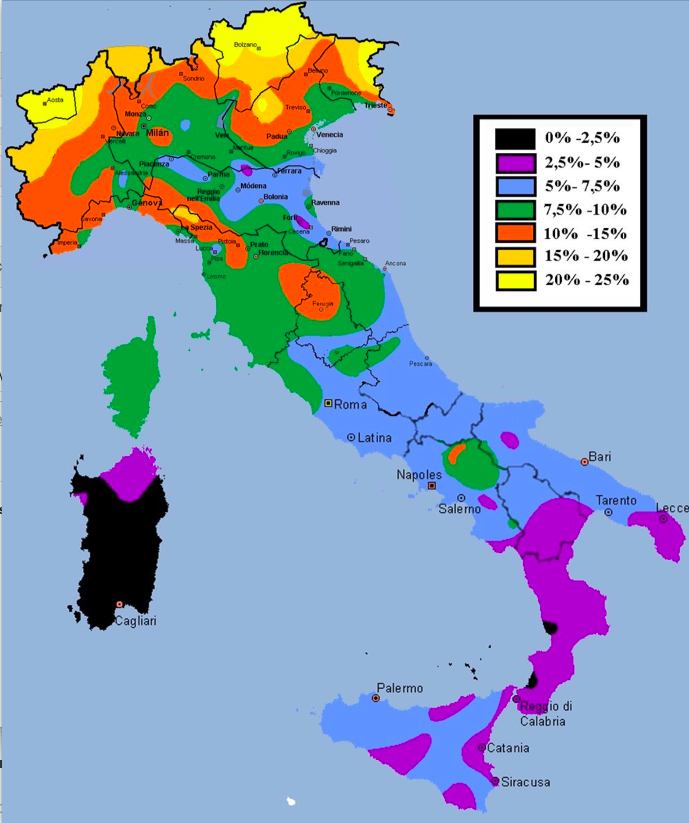 Bolzano
Aosta
Sondrio
Belluno
Pordenone
Trieste
Como
Monza
Milán
Novara
Vercelli
Treviso
Padua
Venecia
Chioggia
Mantua
Rovigo
Cremona
Piacenza
Alessandria
Parma
Ferrara
Reggio
nell'Emilia
Módena
Bolonia
Ravenna
Genova
Savona
Imperia
La Spezia
Massa
Forlì
Cesena
Rimini
Pesaro
Fano
Senigallia
Ancona
Lucca
Pistoia
Prato
Florencia
Pisa
Livorno
Perugia
Pescara
Roma
Latina
Napoles
Salerno
Bari
Tarento
Lecce
Cagliari
Palermo
Reggio di
Calabria
Catania
Siracusa
0% -2,5%
2,5%- 5%
5%- 7,5%
7,5% -10%
10% -15%
15% - 20%
20% - 25%